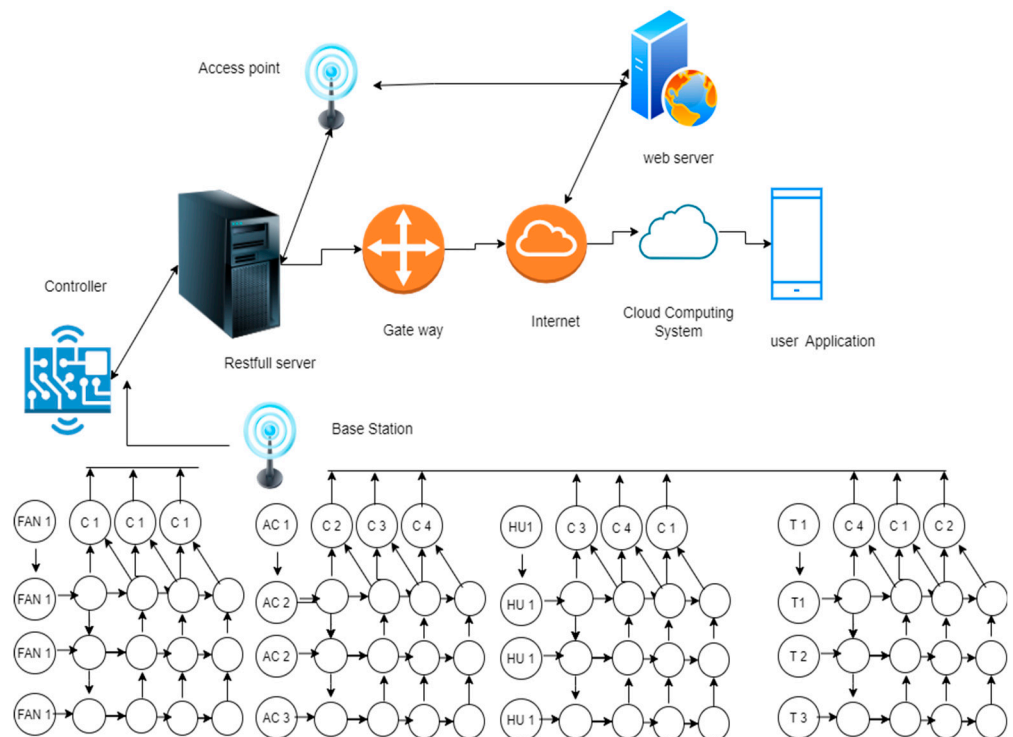 Access point
web server
Controller
Restfull server
Gate way
Internet
Cloud Computing
System
user Application
Base Station
FAN 1
C 1
C 1
C 1
AC 1
C 2
C 3
C 4
HU1
C 3
C 4
C 1
T 1
C 4
C 1
C 2
FAN 1
AC 2
HU 1
T1
FAN 1
AC 2
HU 1
T 2
FAN 1
AC 3
HU 1
T 3